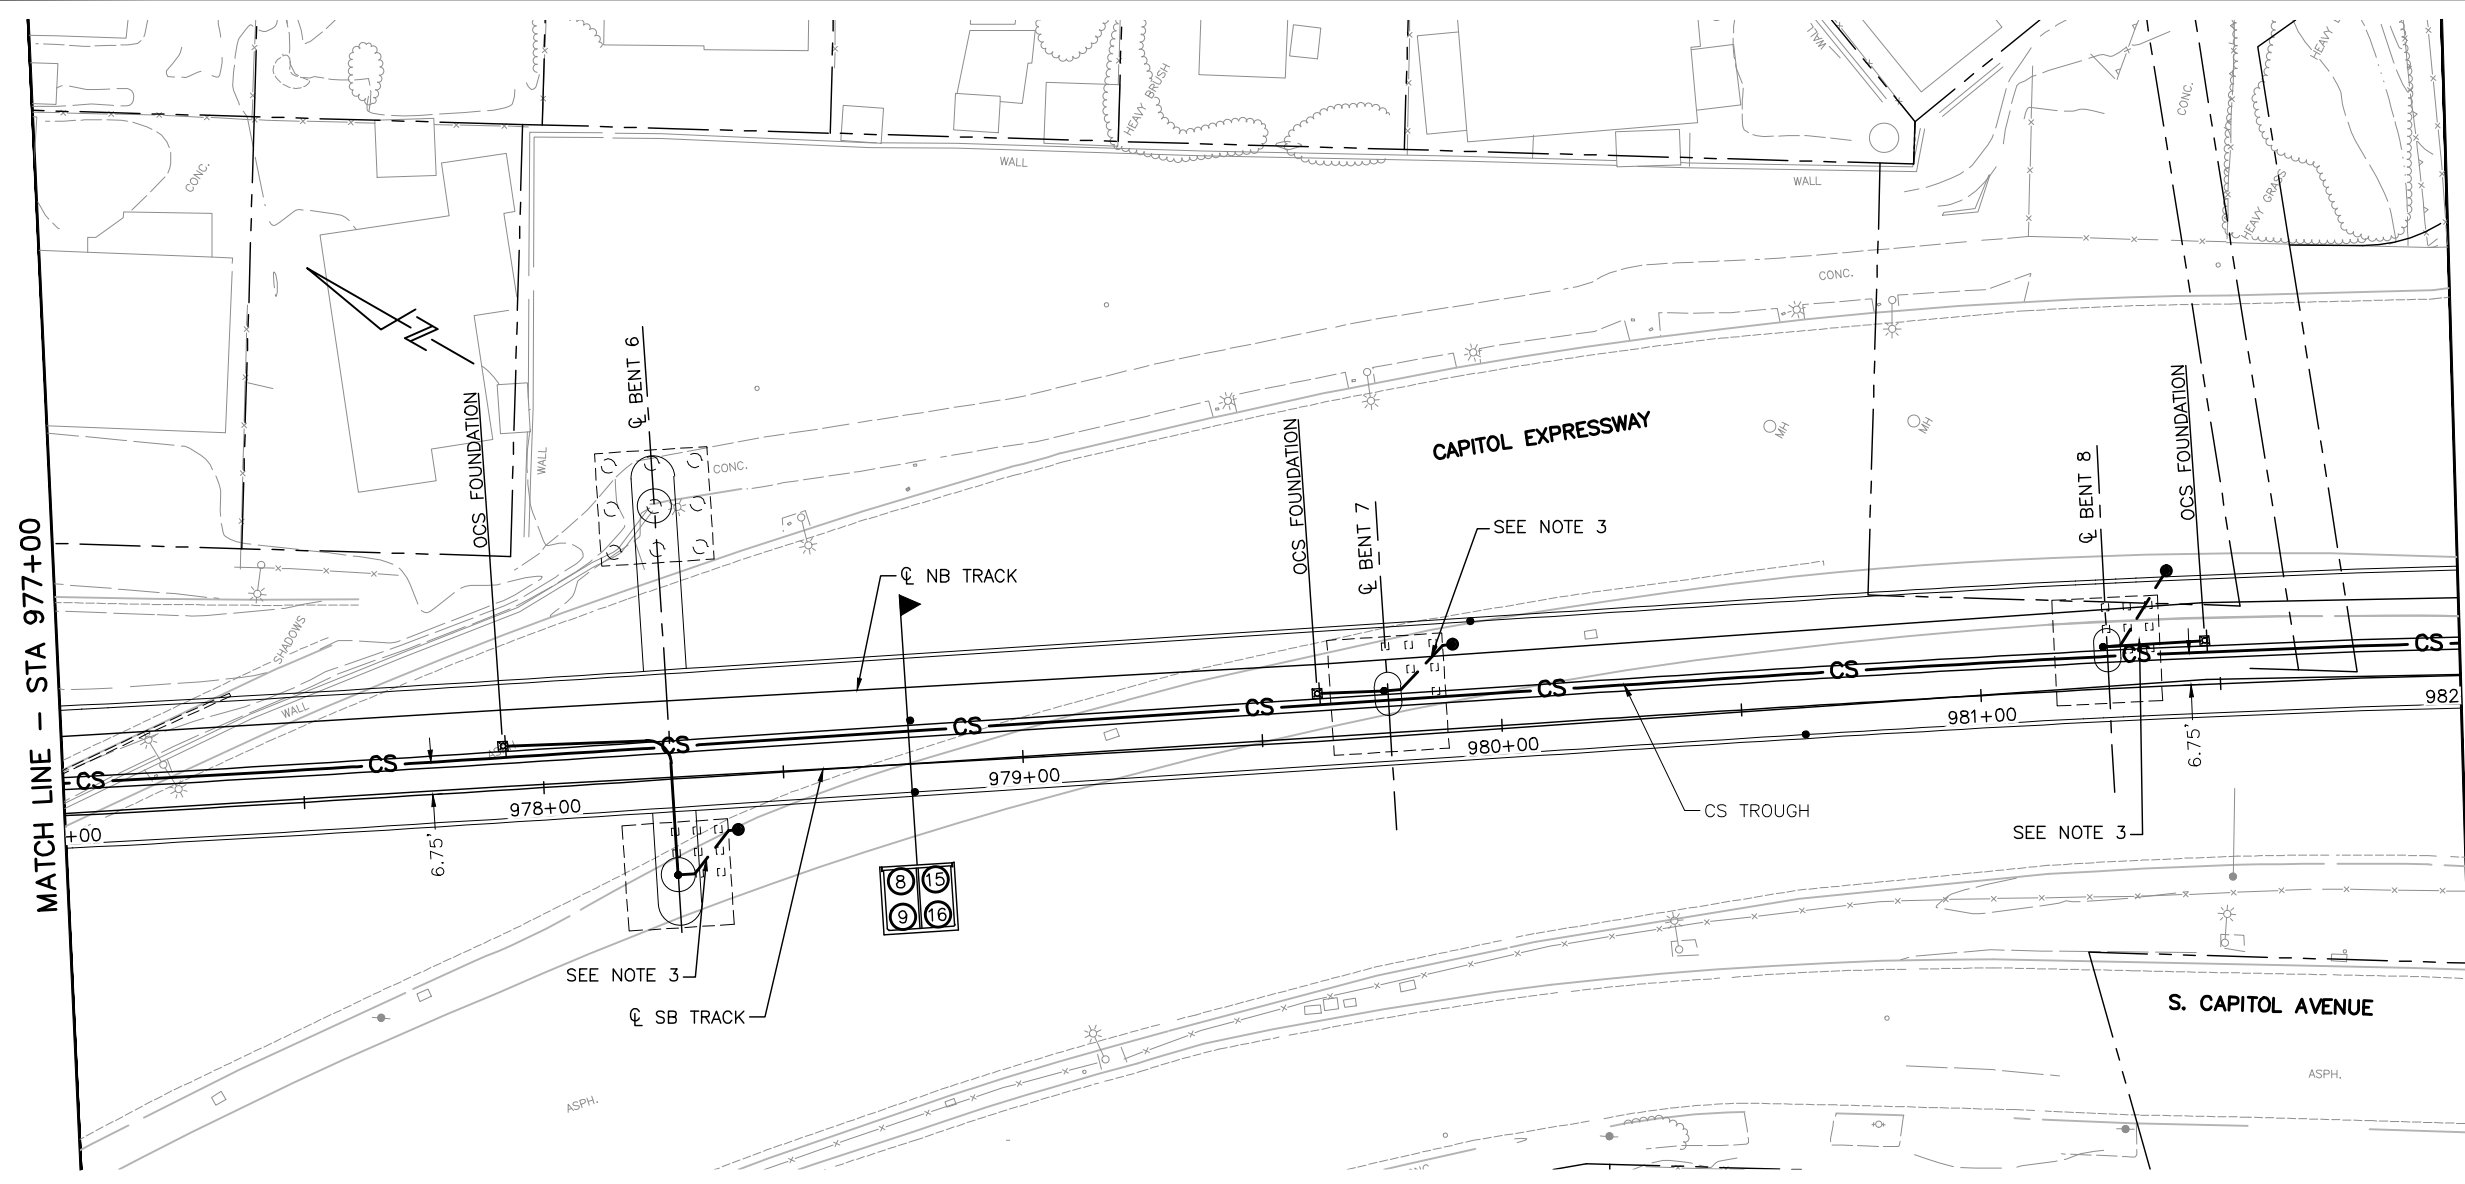 WALL
HEAVY
HEAVY BRUSH
CONC.
CONC.
WALL
WALL
HEAVY GRASS
CONC.
℄ BENT 6
OCS FOUNDATION
WALL
CONC.
CAPITOL EXPRESSWAY
MH
MH
OCS FOUNDATION
OCS FOUNDATION
℄ BENT 8
℄ BENT 7
SEE NOTE 3
MATCH LINE – STA 977+00
℄ NB TRACK
SHADOWS
WALL
CS
CS
CS
CS
CS
CS
CS
CS
CS
982
981+00
980+00
979+00
978+00
+00
6.75'
6.75'
CS TROUGH
SEE NOTE 3
8
15
9
16
SEE NOTE 3
℄ SB TRACK
S. CAPITOL AVENUE
ASPH.
ASPH.